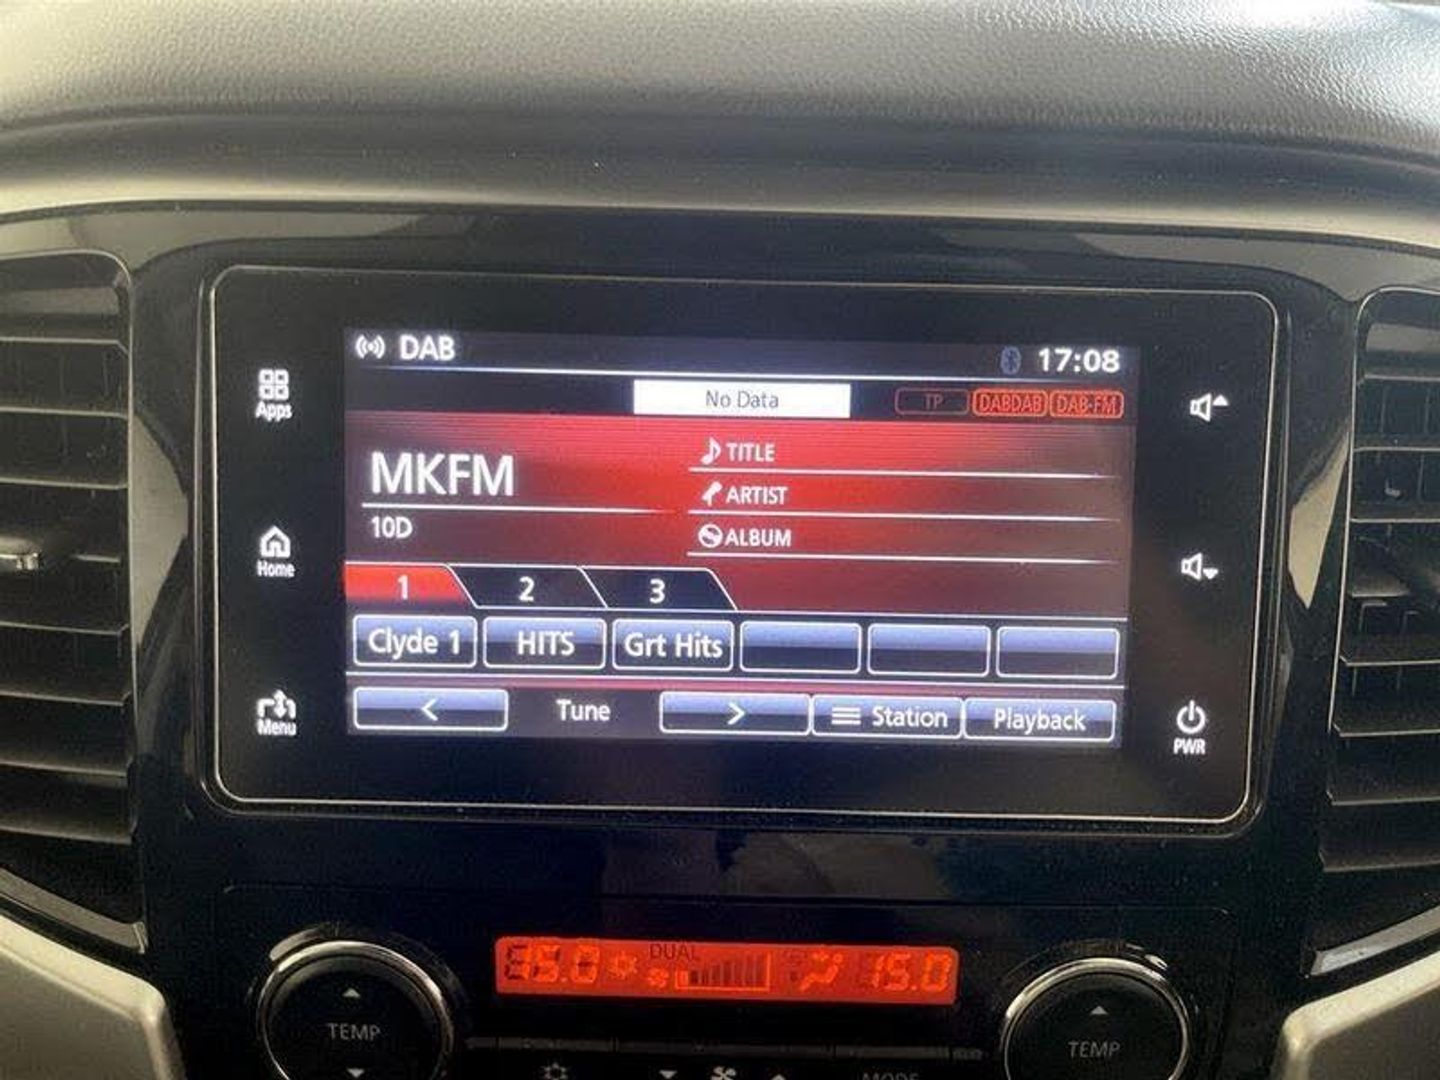 DAB
17:08
Apps
No Data
TP
DABDAB
DAB-FM
MKFM
TITLE
ARTIST
10D
ALBUM
Home
1
2
3
Clyde 1
HITS
Grt Hits
<
Tune
>
Station
Playback
Menu
PWR
DUAL
15.0
TEMP
TEMP
MODE